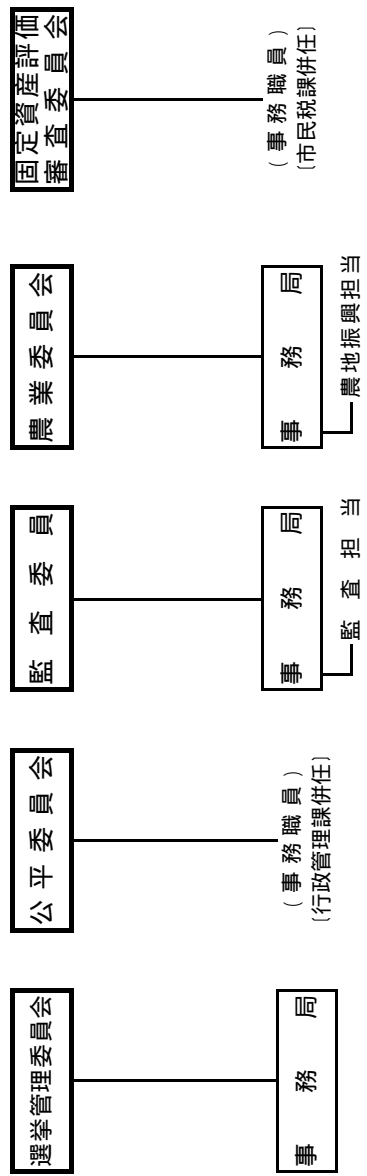 選挙管理委員会
事務局
公平委員会
(事務職員)
〔行政管理課併任〕
監査委員
事務局
監査担当
農業委員会
事務局
農地振興担当
固定資産評価
審査委員会
(事務職員)
〔市民税課併任〕